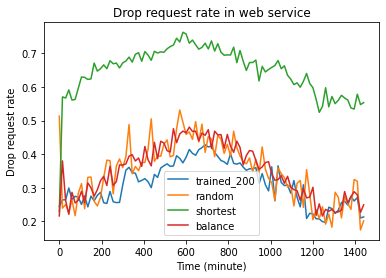 Drop request rate in web service
Drop request rate
0.7
0.6
0.5
0.4
0.3
0.2
trained_200
random
shortest
balance
0 200 400 600 800 1000 1200 1400
Time (minute)